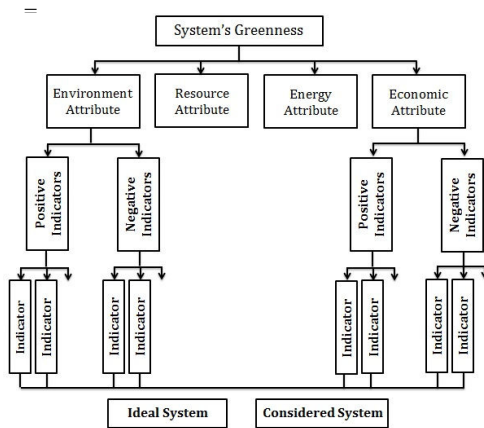 System's Greenness
Environment
Attribute
Resource
Attribute
Energy
Attribute
Economic
Attribute
Positive
Indicators
Negative
Indicators
Positive
Indicators
Negative
Indicators
Indicator
Indicator
Indicator
Indicator
Indicator
Indicator
Indicator
Indicator
Ideal System
Considered System